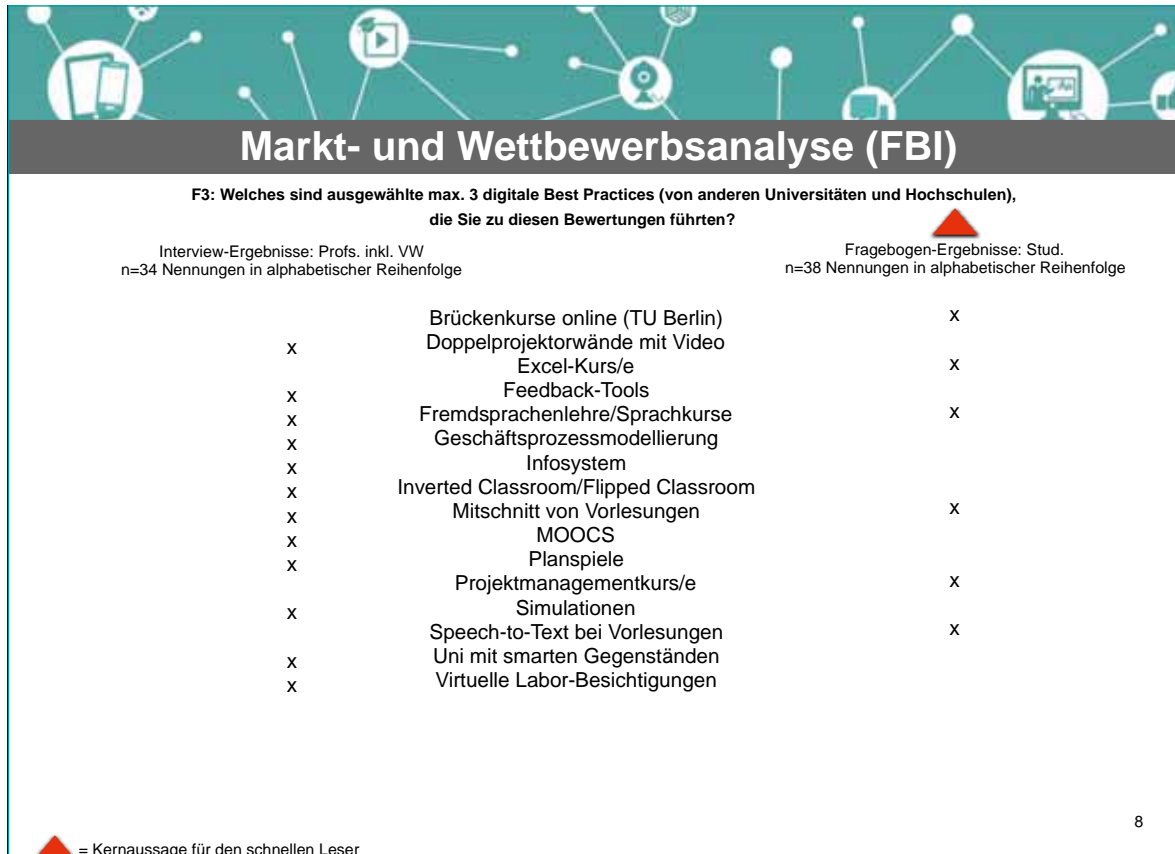 Markt- und Wettbewerbsanalyse (FBI)
F3: Welches sind ausgewählte max. 3 digitale Best Practices (von anderen Universitäten und Hochschulen),
die Sie zu diesen Bewertungen führten?
Interview-Ergebnisse: Profs. inkl. VW
n=34 Nennungen in alphabetischer Reihenfolge
Fragebogen-Ergebnisse: Stud.
n=38 Nennungen in alphabetischer Reihenfolge
Brückenkurse online (TU Berlin) x
x Doppelprojektorwände mit Video
Excel-Kurs/e x
x Feedback-Tools
x Fremdsprachenlehre/Sprachkurse x
x Geschäftsprozessmodellierung
x Infosystem
x Inverted Classroom/Flipped Classroom
x Mitschnitt von Vorlesungen x
x MOOCS
x Planspiele
Projektmanagementkurs/e x
x Simulationen
Speech-to-Text bei Vorlesungen x
x Uni mit smarten Gegenständen
x Virtuelle Labor-Besichtigungen
8
= Kernaussage für den schnellen Leser